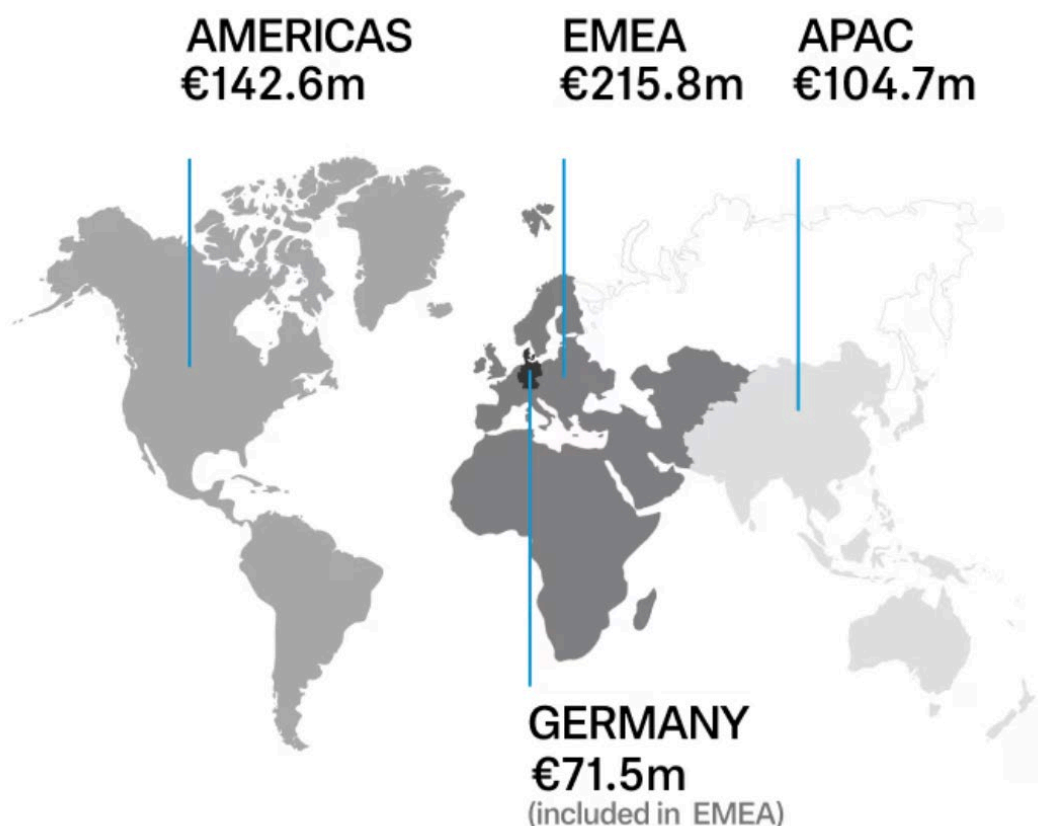 AMERICAS
€142.6m
EMEA
€215.8m
APAC
€104.7m
GERMANY
€71.5m
(included in EMEA)